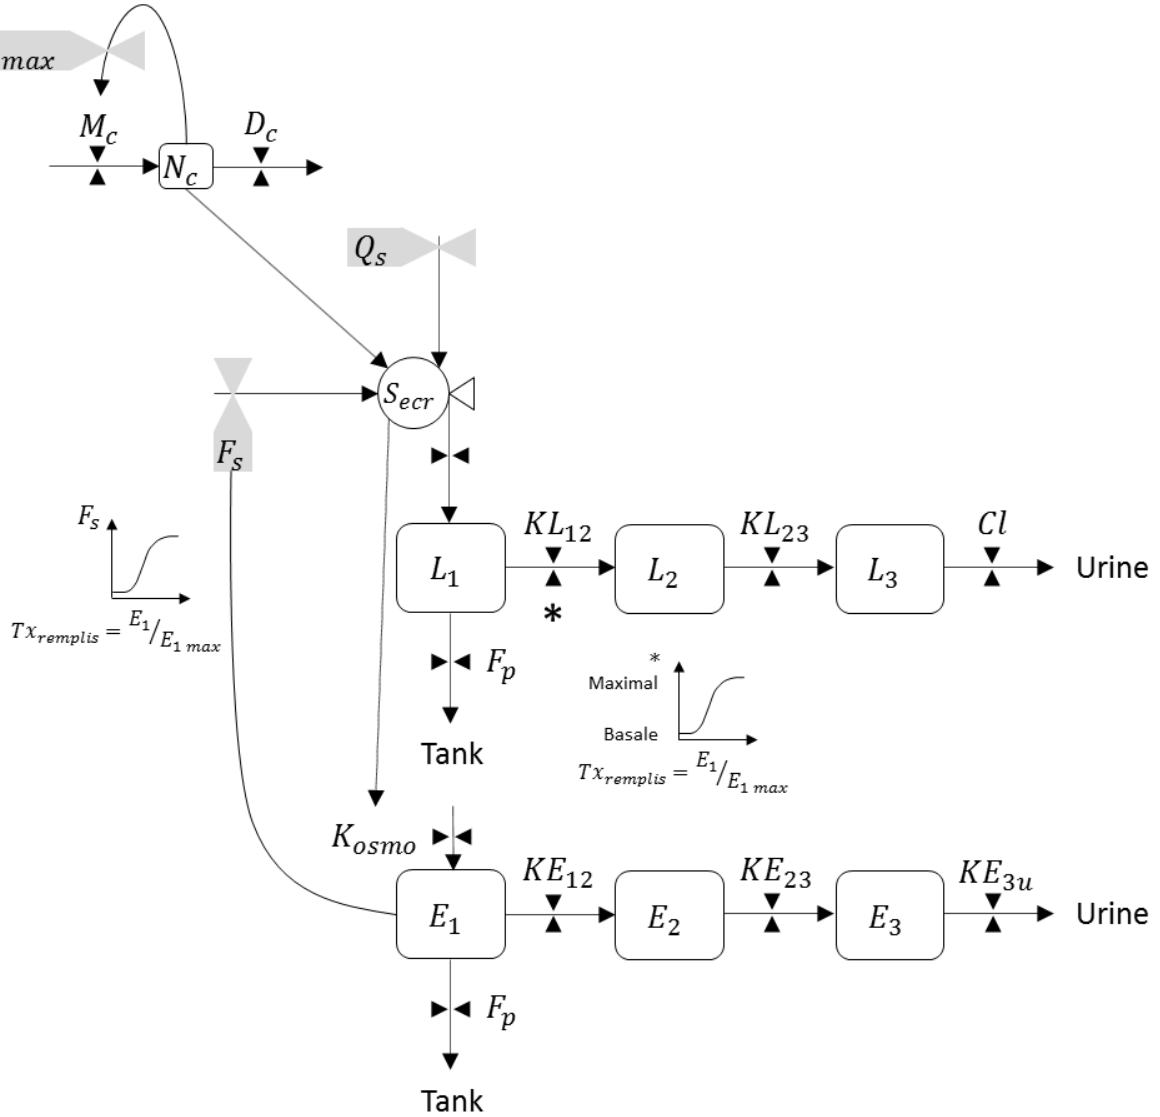 max
M_c
D_c
N_c
Q_s
S_ecr
F_s
F_s
Tx_remplis = E_1/E_1 max
KL_12
KL_23
Cl
L_1
L_2
L_3
Urine
*
F_p
*
Maximal
Basale
Tx_remplis = E_1/E_1 max
Tank
K_osmo
KE_12
KE_23
KE_3u
E_1
E_2
E_3
Urine
F_p
Tank